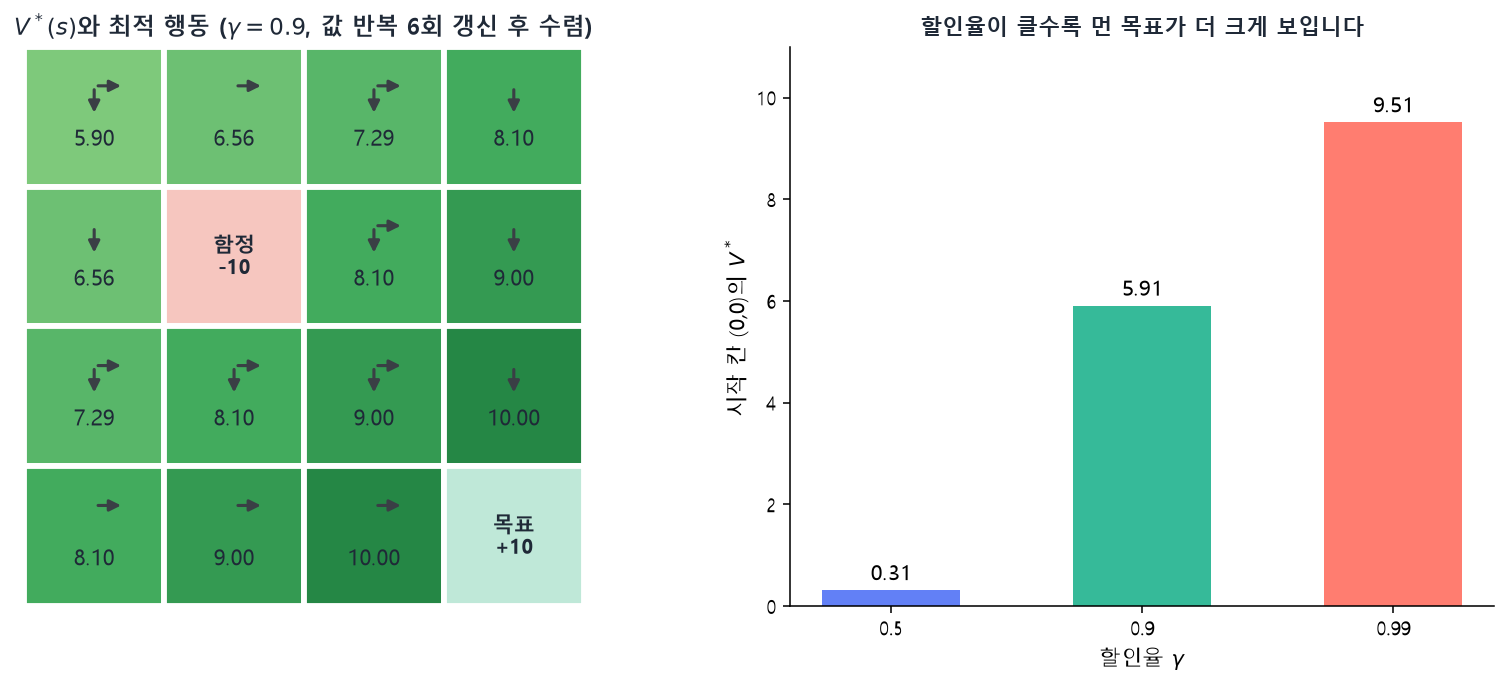 V*(s)와 최적 행동 (γ = 0.9, 값 반복 6회 갱신 후 수렴)
5.90 6.56 7.29 8.10
6.56 함정 -10 8.10 9.00
7.29 8.10 9.00 10.00
8.10 9.00 10.00 목표 +10
할인율이 클수록 먼 목표가 더 크게 보입니다
시작 칸 (0,0)의 V*
10
8
6
4
2
0
0.31
5.91
9.51
0.5 0.9 0.99
할인율 γ